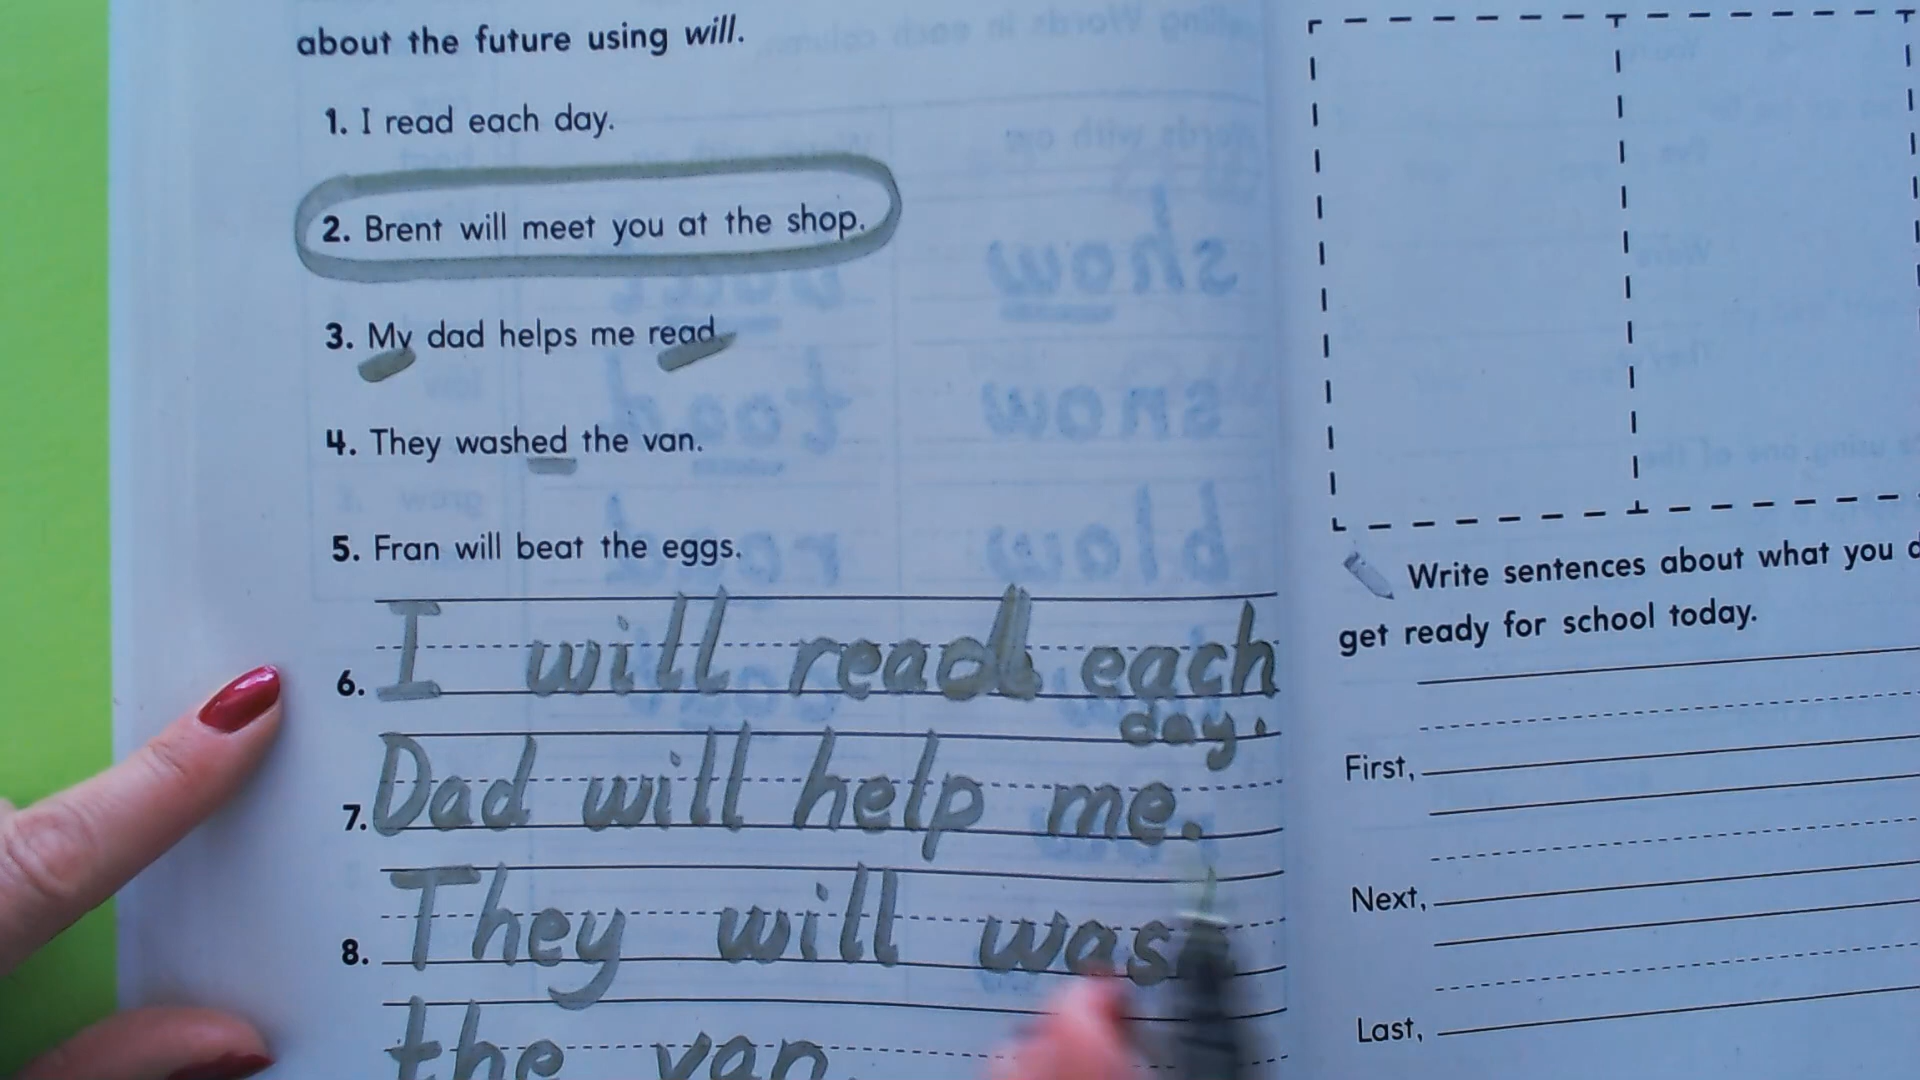 about the future using will.
1. I read each day.
2. Brent will meet you at the shop.
3. My dad helps me read.
4. They washed the van.
5. Fran will beat the eggs.
6. I will read each
day.
7. Dad will help me.
8. They will was
the van.
Write sentences about what you d
get ready for school today.
First,
Next,
Last,